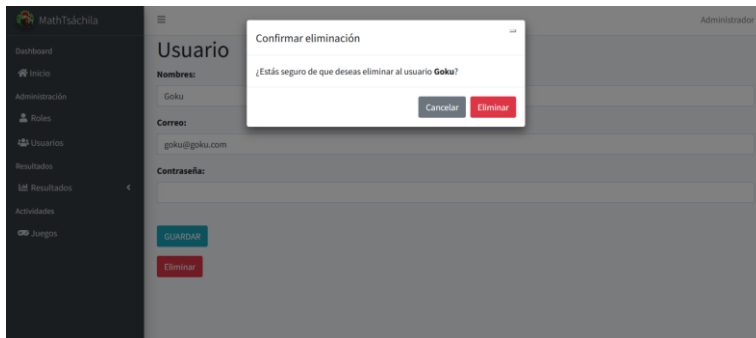 MathTsáchila
Administrador
Dashboard
Inicio
Administración
Roles
Usuarios
Resultados
Resultados
Actividades
Juegos
Usuario
Nombres:
Goku
Correo:
goku@goku.com
Contraseña:
GUARDAR
Eliminar
Confirmar eliminación
¿Estás seguro de que deseas eliminar al usuario Goku?
Cancelar
Eliminar